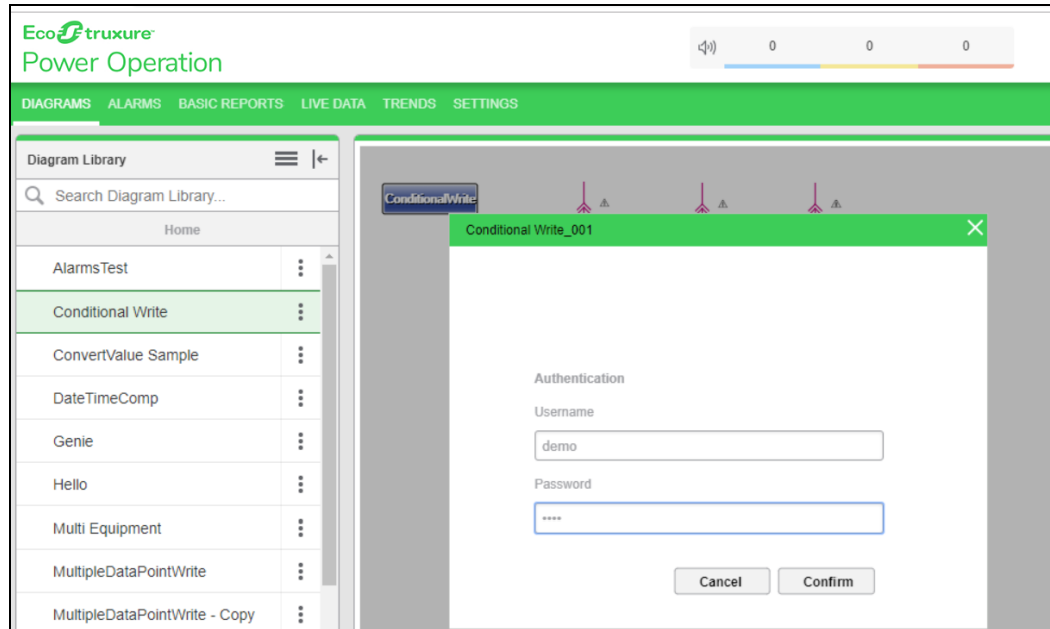 EcoStruxure
Power Operation
0 0 0
DIAGRAMS ALARMS BASIC REPORTS LIVE DATA TRENDS SETTINGS
Diagram Library
Search Diagram Library...
Home
AlarmsTest
Conditional Write
ConvertValue Sample
DateTimeComp
Genie
Hello
Multi Equipment
MultipleDataPointWrite
MultipleDataPointWrite - Copy
ConditionalWrite
Conditional Write_001
Authentication
Username
demo
Password
••••
Cancel Confirm